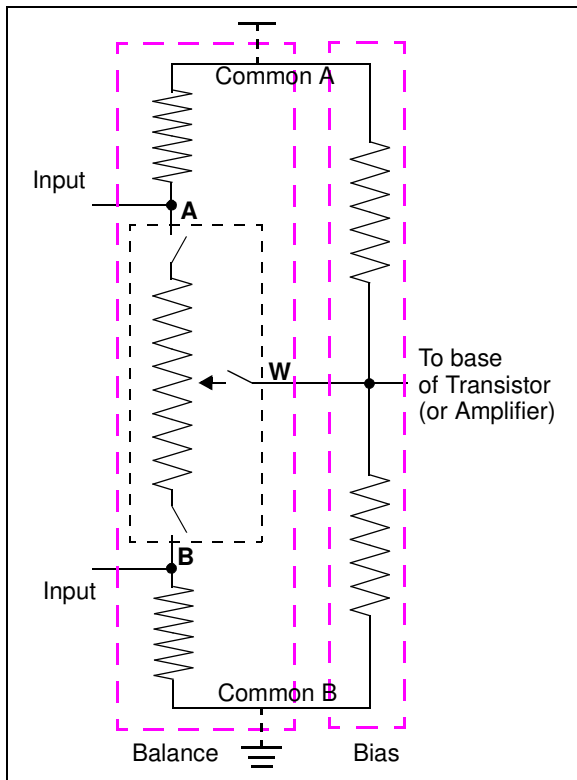 Common A
Input
A
W
To base
of Transistor
(or Amplifier)
B
Input
Common B
Balance
Bias